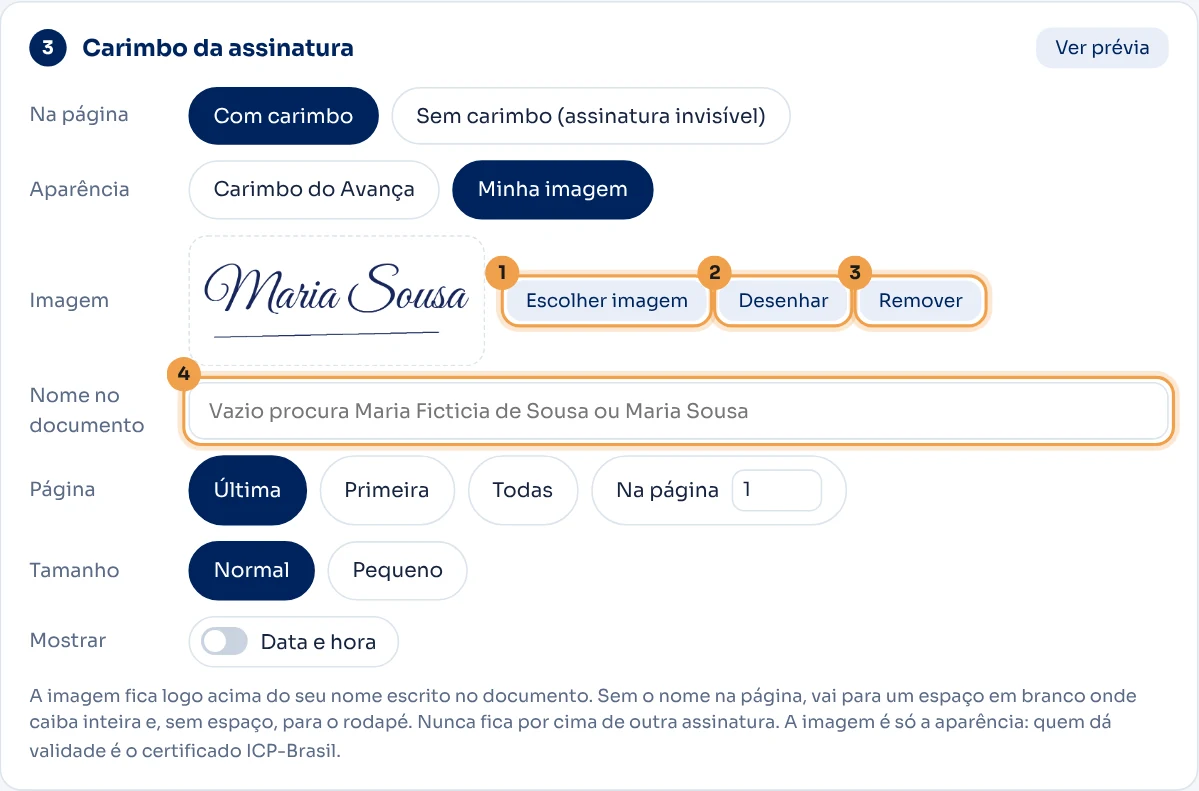 3 Carimbo da assinatura
Ver prévia
Na página
Com carimbo
Sem carimbo (assinatura invisível)
Aparência
Carimbo do Avança
Minha imagem
Imagem
Maria Sousa
1 Escolher imagem
2 Desenhar
3 Remover
4
Nome no
documento
Vazio procura Maria Ficticia de Sousa ou Maria Sousa
Página
Última
Primeira
Todas
Na página 1
Tamanho
Normal
Pequeno
Mostrar
Data e hora
A imagem fica logo acima do seu nome escrito no documento. Sem o nome na página, vai para um espaço em branco onde
caiba inteira e, sem espaço, para o rodapé. Nunca fica por cima de outra assinatura. A imagem é só a aparência: quem dá
validade é o certificado ICP-Brasil.